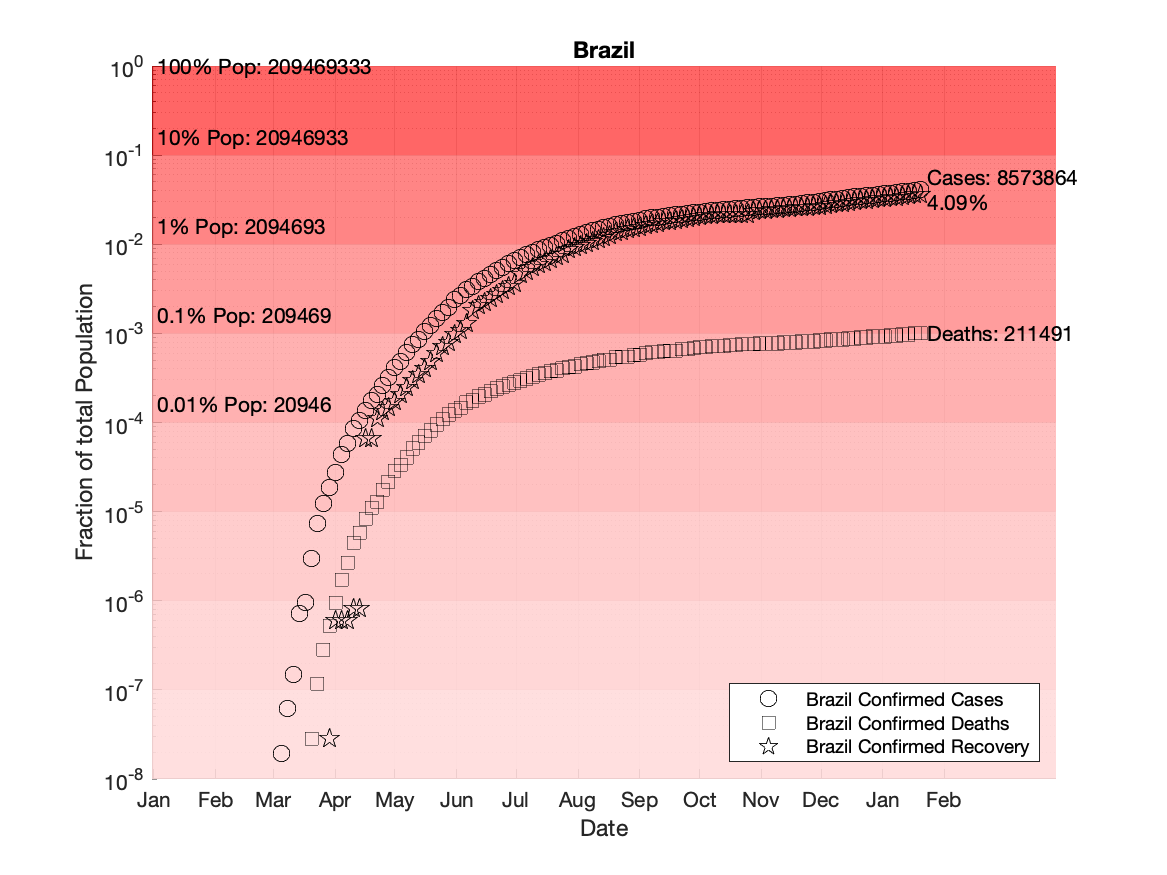 Brazil
10^0
100% Pop: 209469333
10% Pop: 20946933
10^-1
Cases: 8573864
4.09%
1% Pop: 2094693
10^-2
0.1% Pop: 209469
10^-3
Deaths: 211491
0.01% Pop: 20946
10^-4
10^-5
10^-6
10^-7
10^-8
Fraction of total Population
Brazil Confirmed Cases
Brazil Confirmed Deaths
Brazil Confirmed Recovery
Jan Feb Mar Apr May Jun Jul Aug Sep Oct Nov Dec Jan Feb
Date